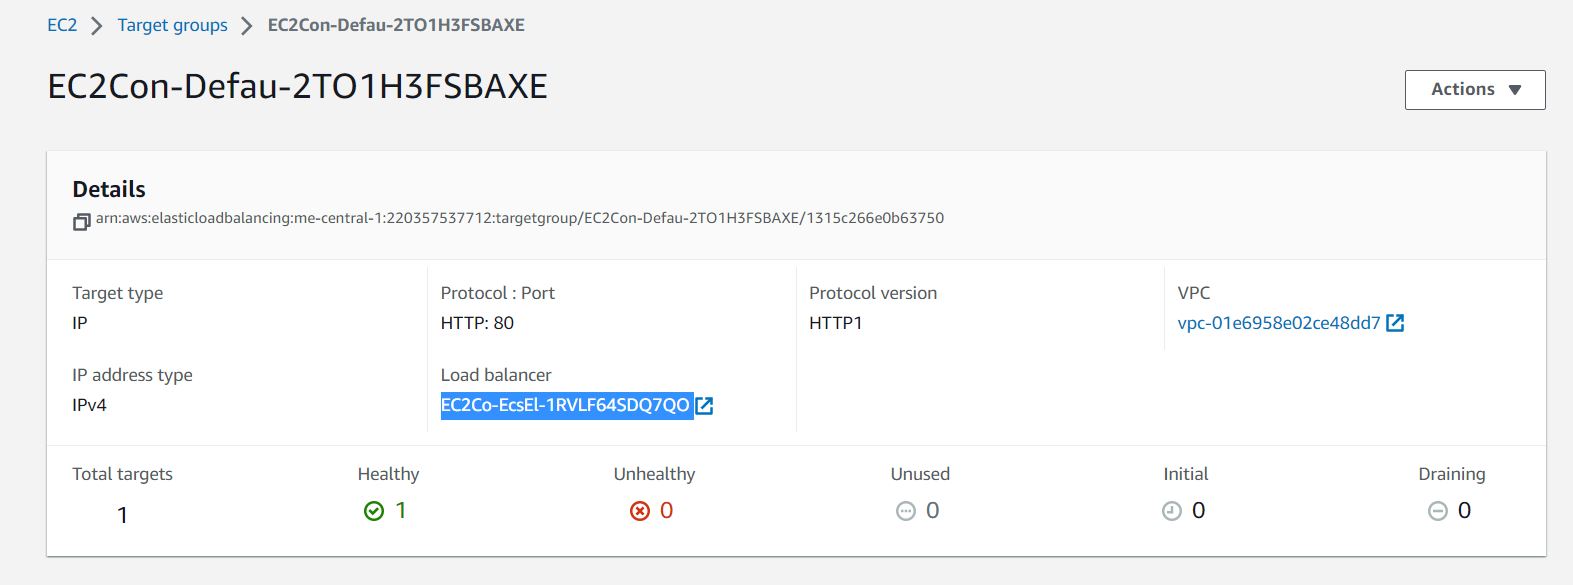 EC2 > Target groups > EC2Con-Defau-2TO1H3FSBAXE
EC2Con-Defau-2TO1H3FSBAXE
Actions
Details
arn:aws:elasticloadbalancing:me-central-1:220357537712:targetgroup/EC2Con-Defau-2TO1H3FSBAXE/1315c266e0b63750
Target type Protocol : Port Protocol version VPC
IP HTTP: 80 HTTP1 vpc-01e6958e02ce48dd7
IP address type Load balancer
IPv4 EC2Co-EcsEl-1RVLF64SDQ7QO
Total targets Healthy Unhealthy Unused Initial Draining
1 1 0 0 0 0